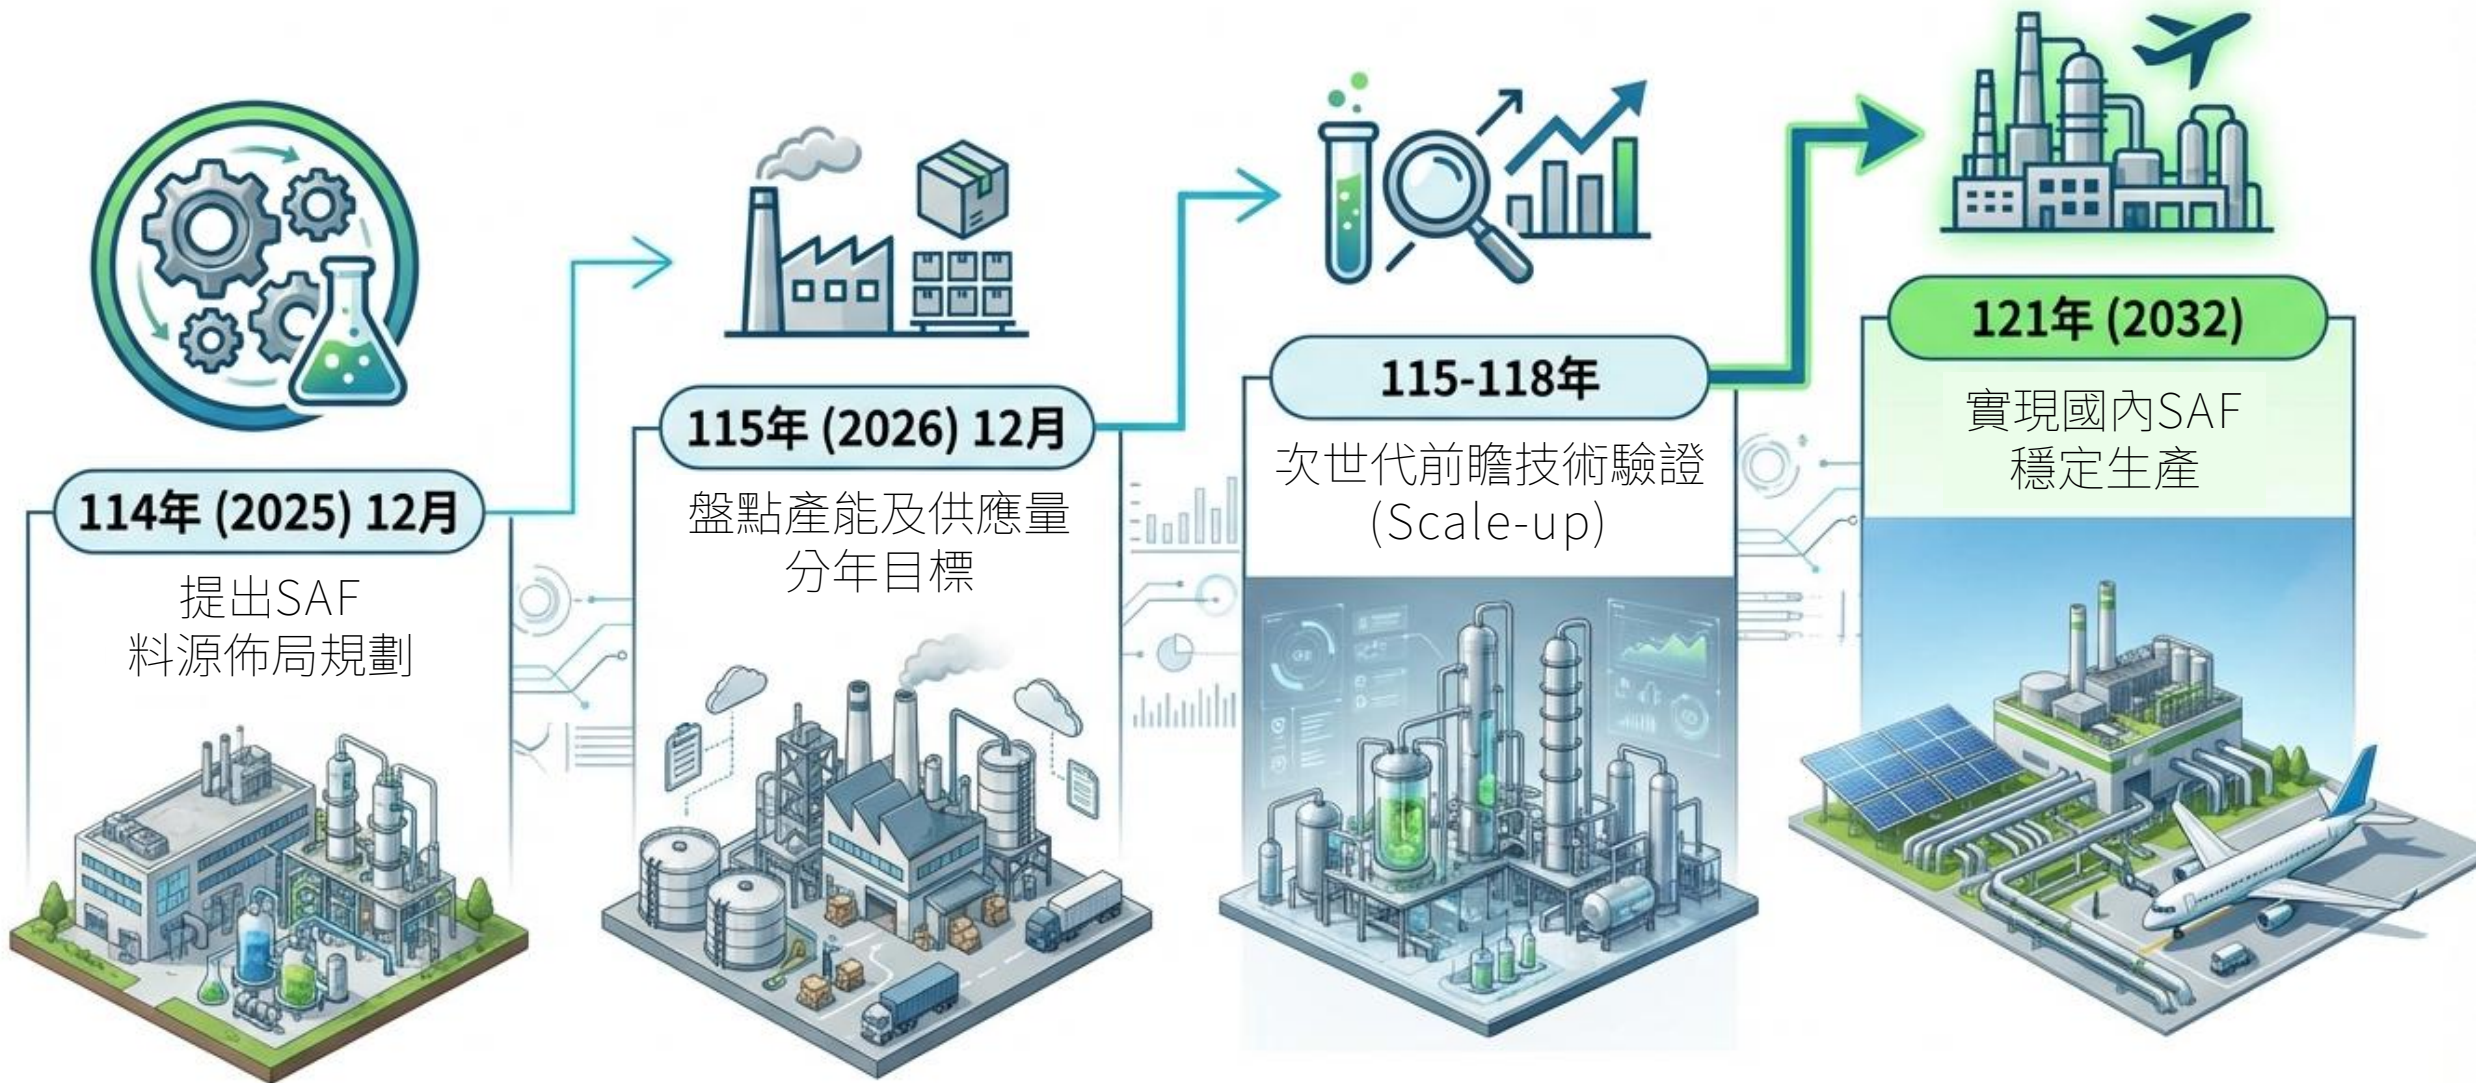 114年 (2025) 12月
提出SAF
料源佈局規劃
115年 (2026) 12月
盤點產能及供應量
分年目標
115-118年
次世代前瞻技術驗證
(Scale-up)
121年 (2032)
實現國內SAF
穩定生產